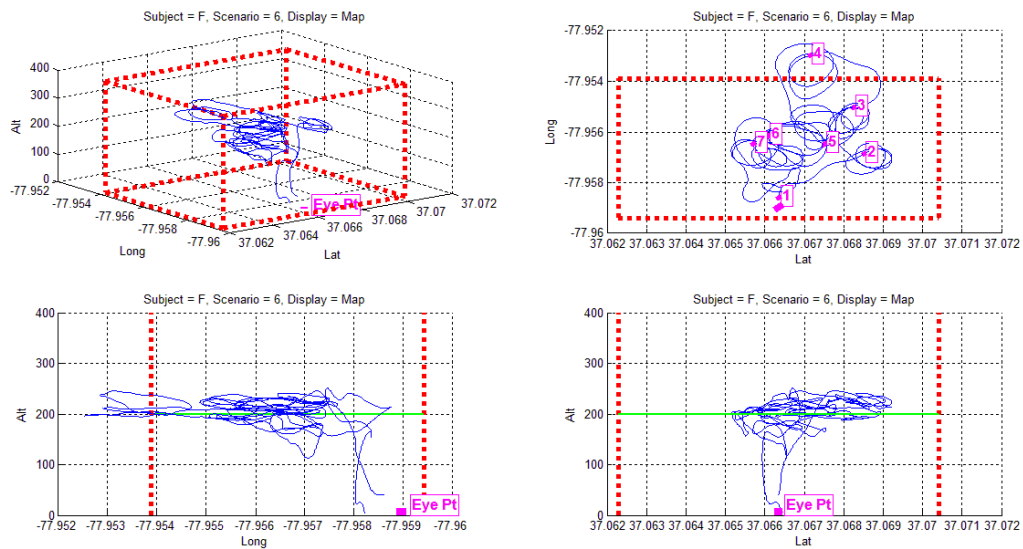 Subject = F, Scenario = 6, Display = Map
400
300
200
100
0
Alt
-77.952
-77.954
-77.956
-77.958
-77.96
Long
37.062
37.064
37.066
37.068
37.07
37.072
Lat
Eye Pt
Subject = F, Scenario = 6, Display = Map
-77.952
-77.954
-77.956
-77.958
-77.96
Long
4
3
6
7
5
2
1
37.062 37.063 37.064 37.065 37.066 37.067 37.068 37.069 37.07 37.071 37.072
Lat
Subject = F, Scenario = 6, Display = Map
400
300
200
100
0
Alt
Eye Pt
-77.952 -77.953 -77.954 -77.955 -77.956 -77.957 -77.958 -77.959 -77.96
Long
Subject = F, Scenario = 6, Display = Map
400
300
200
100
0
Alt
Eye Pt
37.062 37.063 37.064 37.065 37.066 37.067 37.068 37.069 37.07 37.071 37.072
Lat